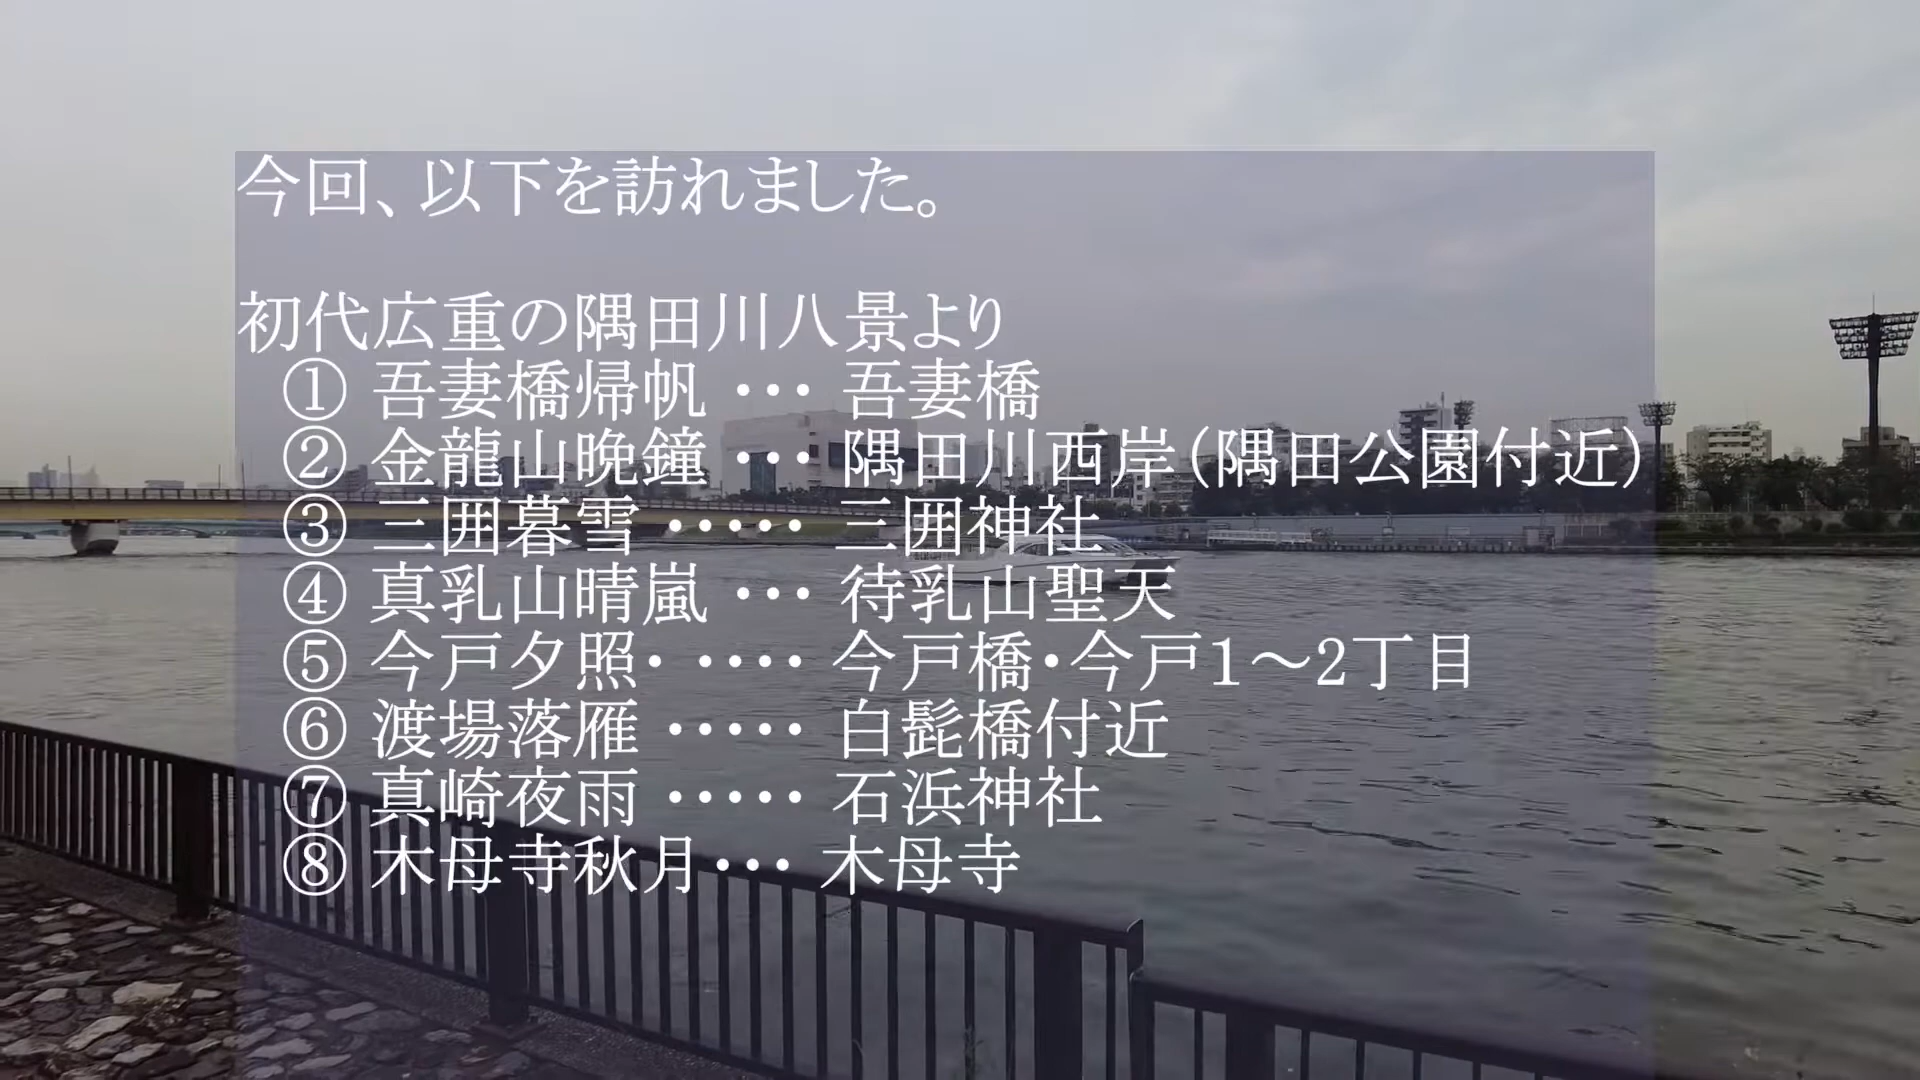 今回、以下を訪れました。
初代広重の隅田川八景より
① 吾妻橋帰帆 ・・・ 吾妻橋
② 金龍山晩鐘 ・・・ 隅田川西岸(隅田公園付近)
③ 三囲暮雪 ・・・・・ 三囲神社
④ 真乳山晴嵐 ・・・ 待乳山聖天
⑤ 今戸夕照・ ・・・・ 今戸橋・今戸1～2丁目
⑥ 渡場落雁 ・・・・・ 白髭橋付近
⑦ 真崎夜雨 ・・・・・ 石浜神社
⑧ 木母寺秋月・・・ 木母寺